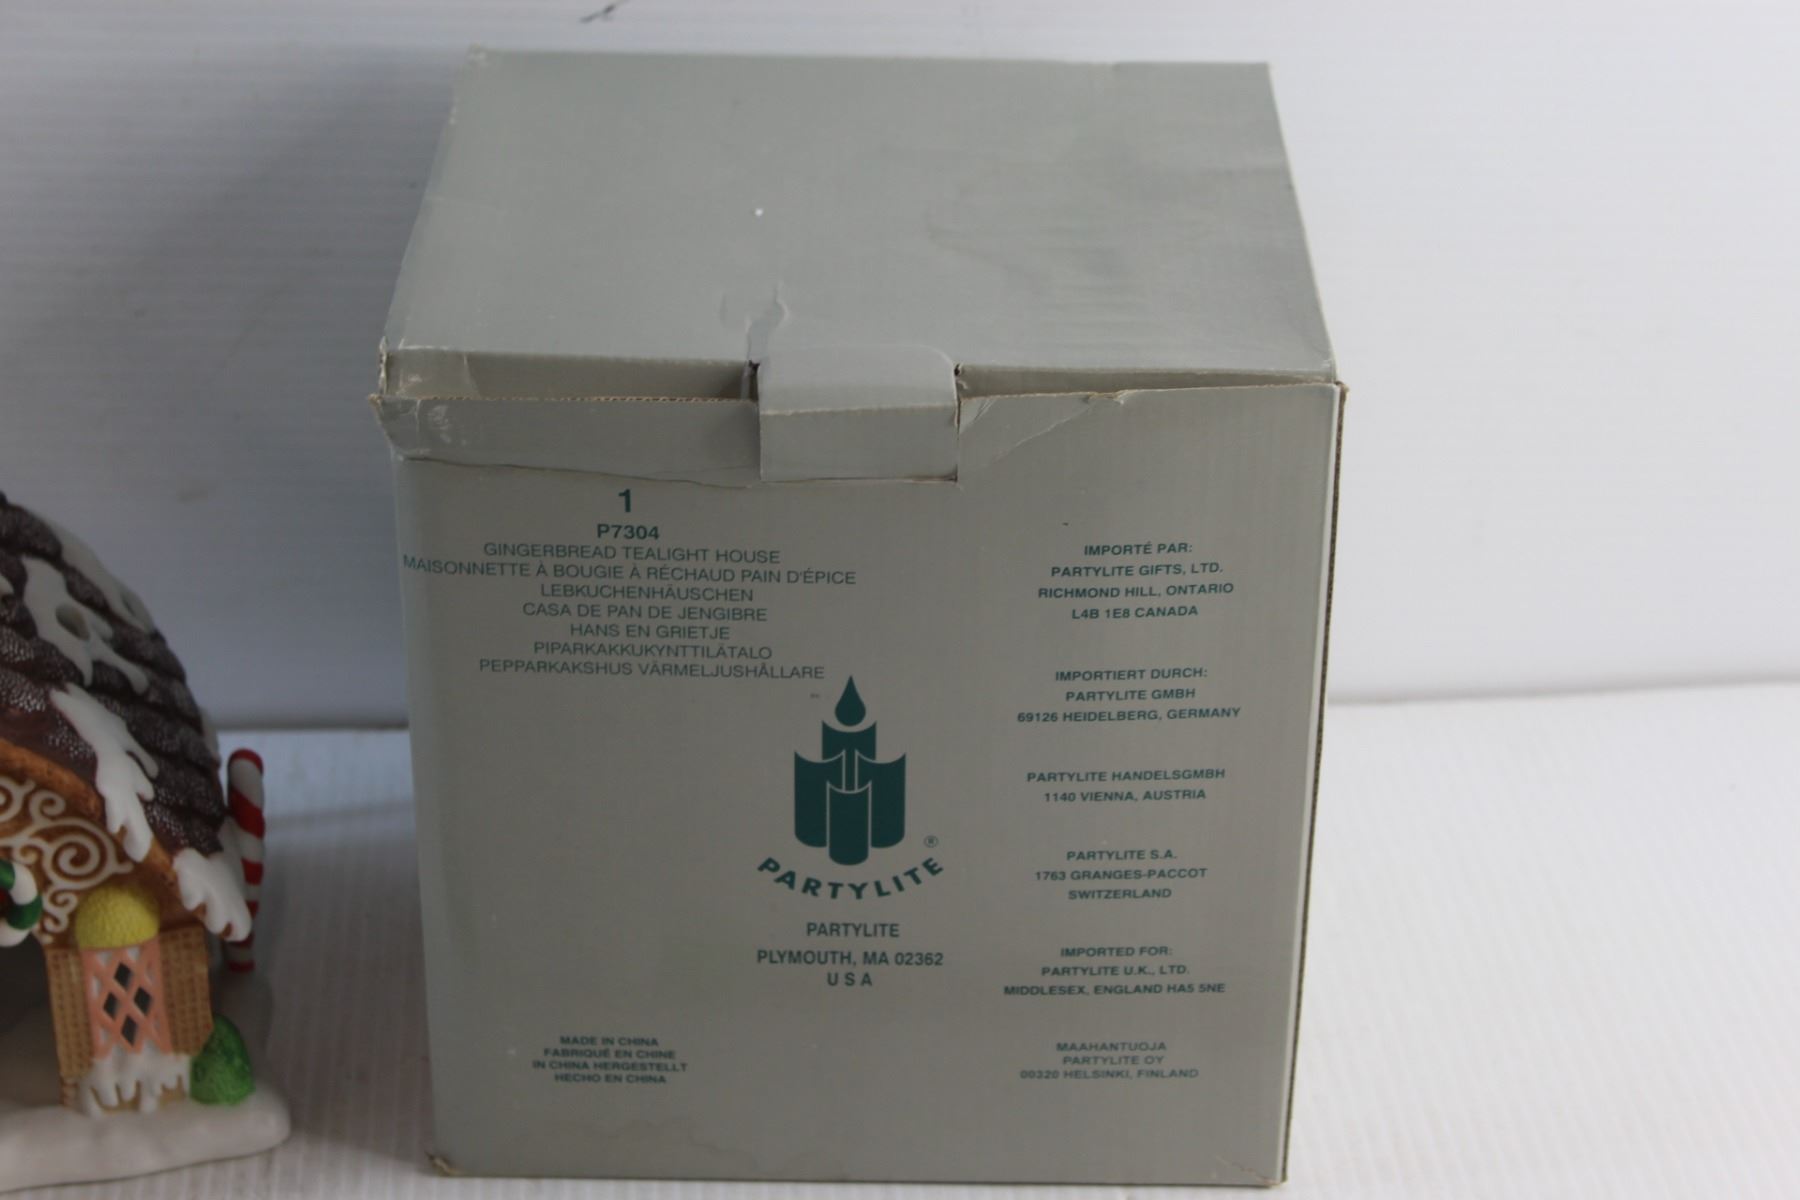 1
P7304
GINGERBREAD TEALIGHT HOUSE
MAISONNETTE À BOUGIE À RÉCHAUD PAIN D'ÉPICE
LEBKUCHENHÄUSCHEN
CASA DE PAN DE JENGIBRE
HANS EN GRIETJE
PIPARKAKKUKYNTTILÄTALO
PEPPARKAKSHUS VÄRMELJUSHÅLLARE
PARTYLITE ®
PARTYLITE
PLYMOUTH, MA 02362
U S A
MADE IN CHINA
FABRIQUÉ EN CHINE
IN CHINA HERGESTELLT
HECHO EN CHINA
IMPORTÉ PAR:
PARTYLITE GIFTS, LTD.
RICHMOND HILL, ONTARIO
L4B 1E8 CANADA
IMPORTIERT DURCH:
PARTYLITE GMBH
69126 HEIDELBERG, GERMANY
PARTYLITE HANDELSGMBH
1140 VIENNA, AUSTRIA
PARTYLITE S.A.
1763 GRANGES-PACCOT
SWITZERLAND
IMPORTED FOR:
PARTYLITE U.K., LTD.
MIDDLESEX, ENGLAND HA5 5NE
MAAHANTUOJA
PARTYLITE OY
00320 HELSINKI, FINLAND